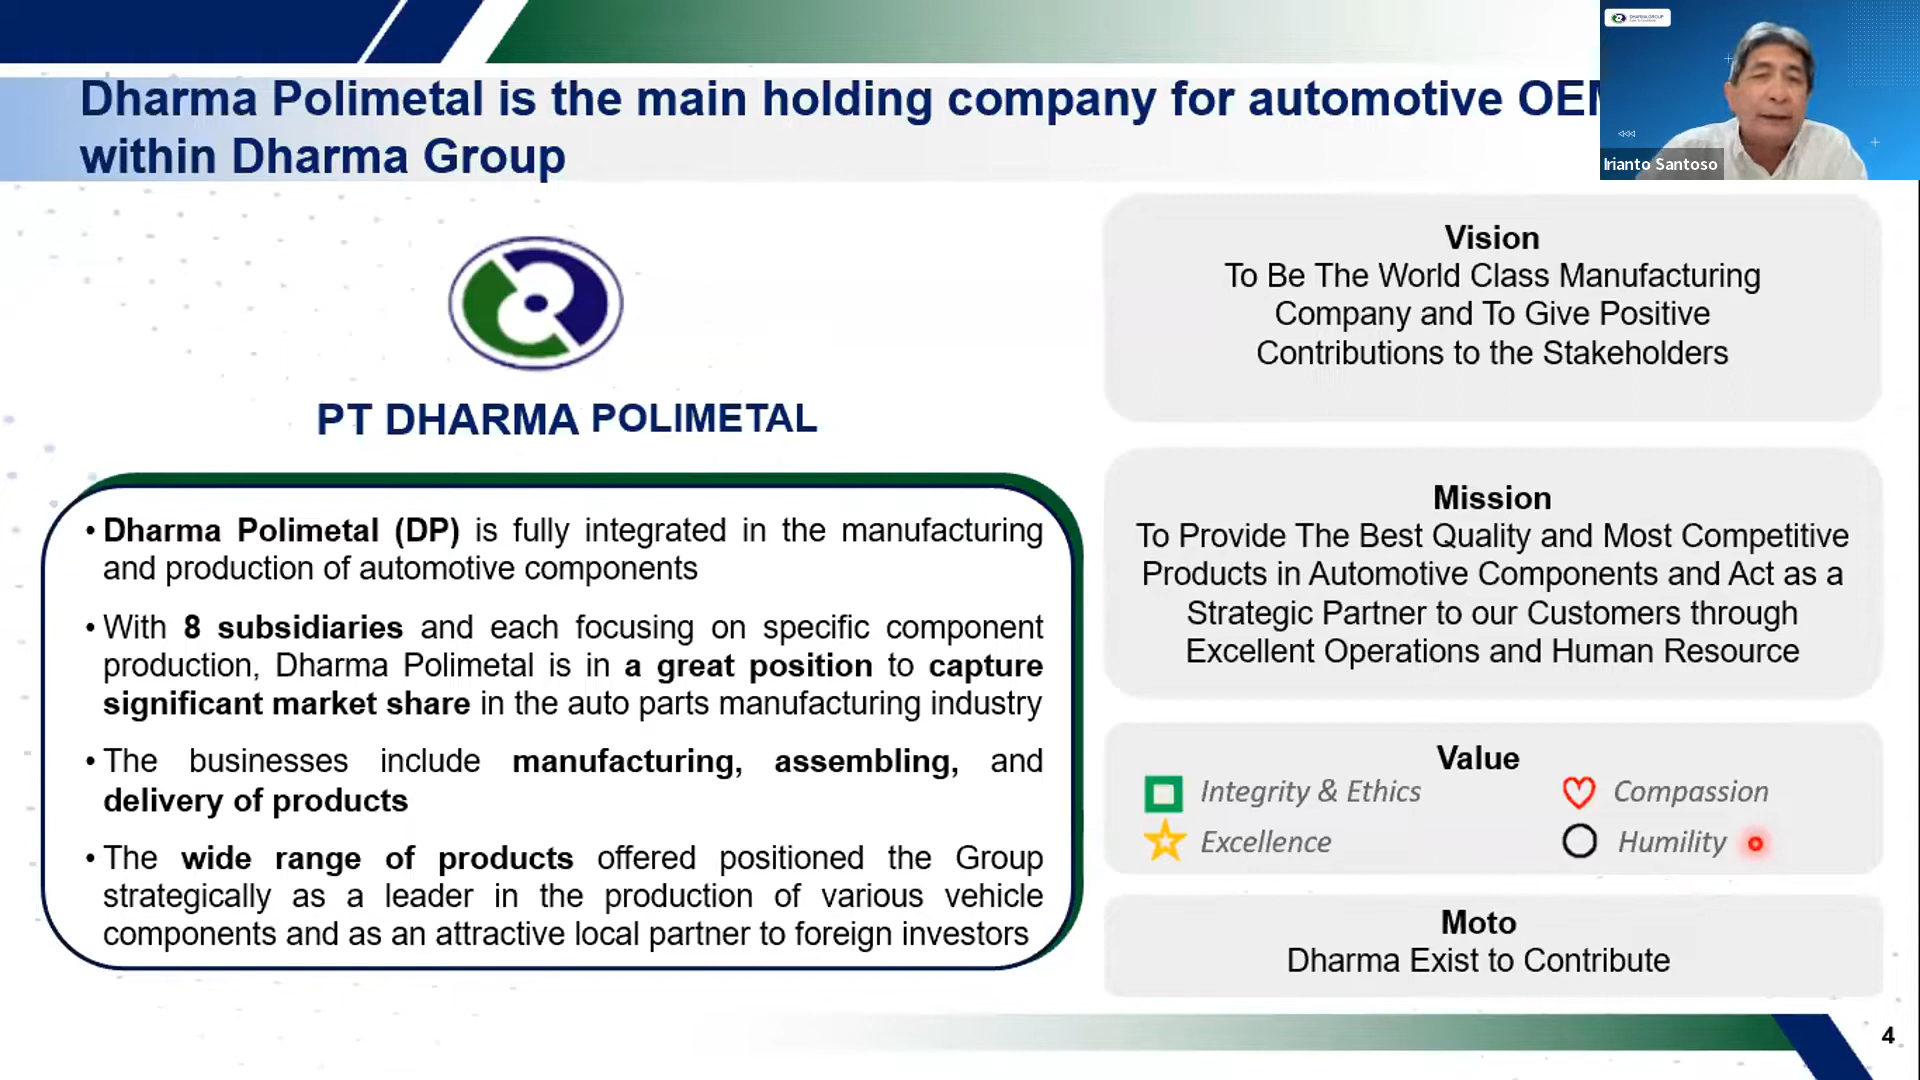 Dharma Polimetal is the main holding company for automotive
within Dharma Group
DHARMA GROUP
Irianto Santoso
PT DHARMA POLIMETAL
• Dharma Polimetal (DP) is fully integrated in the manufacturing
and production of automotive components
• With 8 subsidiaries and each focusing on specific component
production, Dharma Polimetal is in a great position to capture
significant market share in the auto parts manufacturing industry
• The businesses include manufacturing, assembling, and
delivery of products
• The wide range of products offered positioned the Group
strategically as a leader in the production of various vehicle
components and as an attractive local partner to foreign investors
Vision
To Be The World Class Manufacturing
Company and To Give Positive
Contributions to the Stakeholders
Mission
To Provide The Best Quality and Most Competitive
Products in Automotive Components and Act as a
Strategic Partner to our Customers through
Excellent Operations and Human Resource
Value
Integrity & Ethics
Compassion
Excellence
Humility
Moto
Dharma Exist to Contribute
4